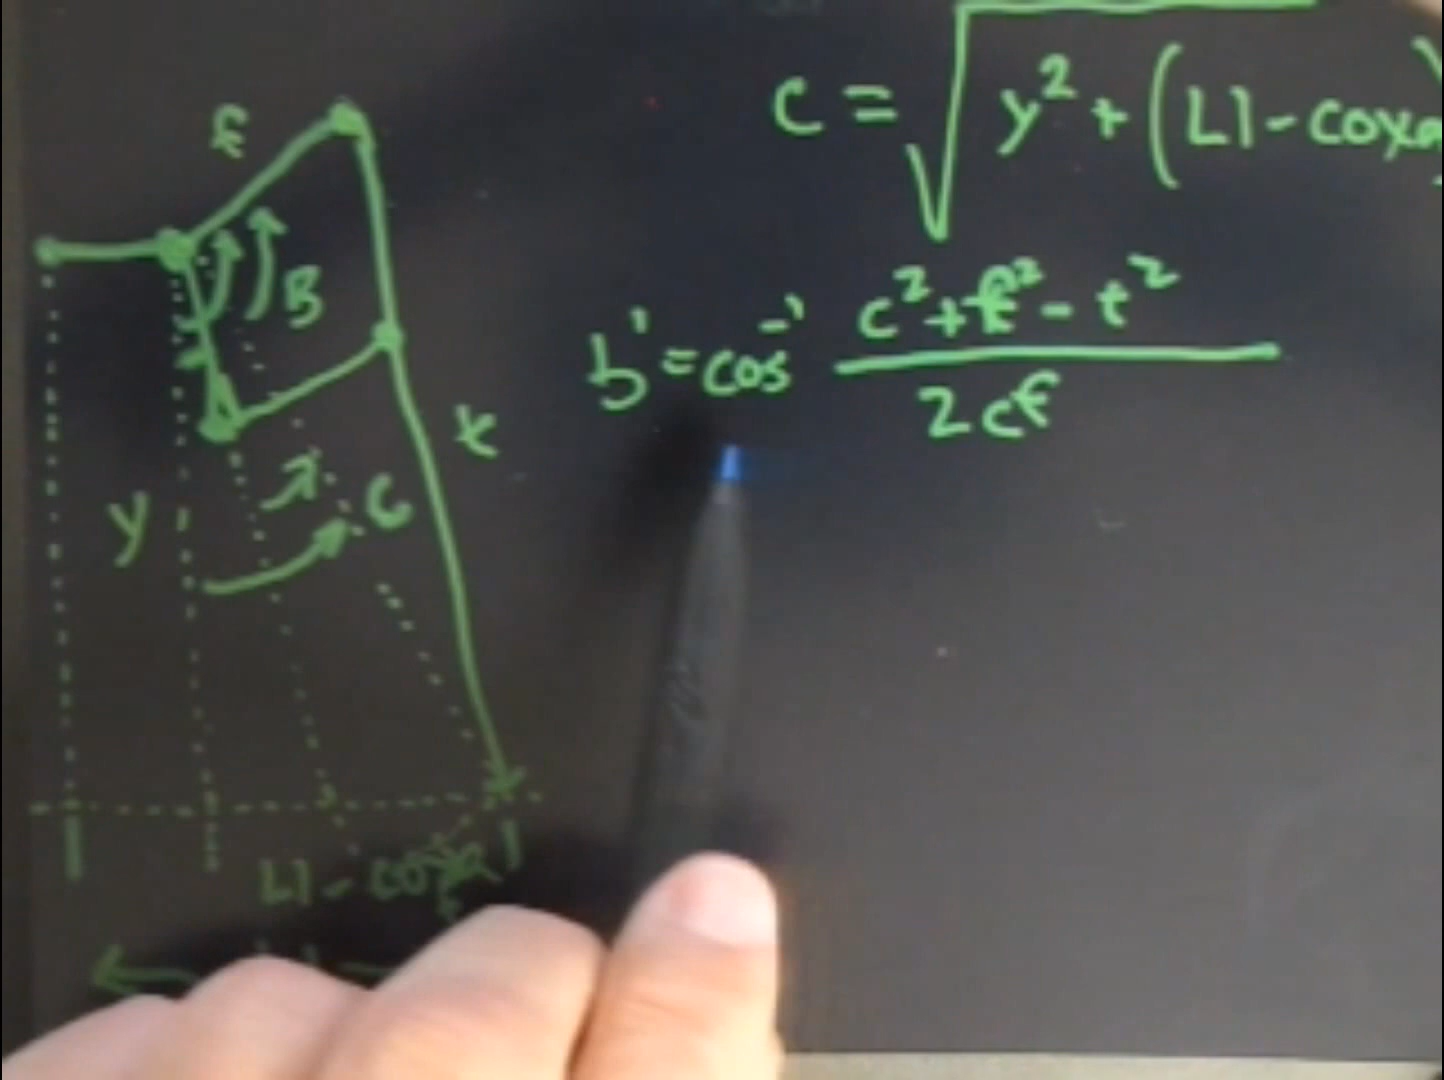 c = √ y² + (L1 - coxa)
b' = cos⁻¹ c² + f² - t² / 2cf
f
B
t
y
C
L1 - coxa